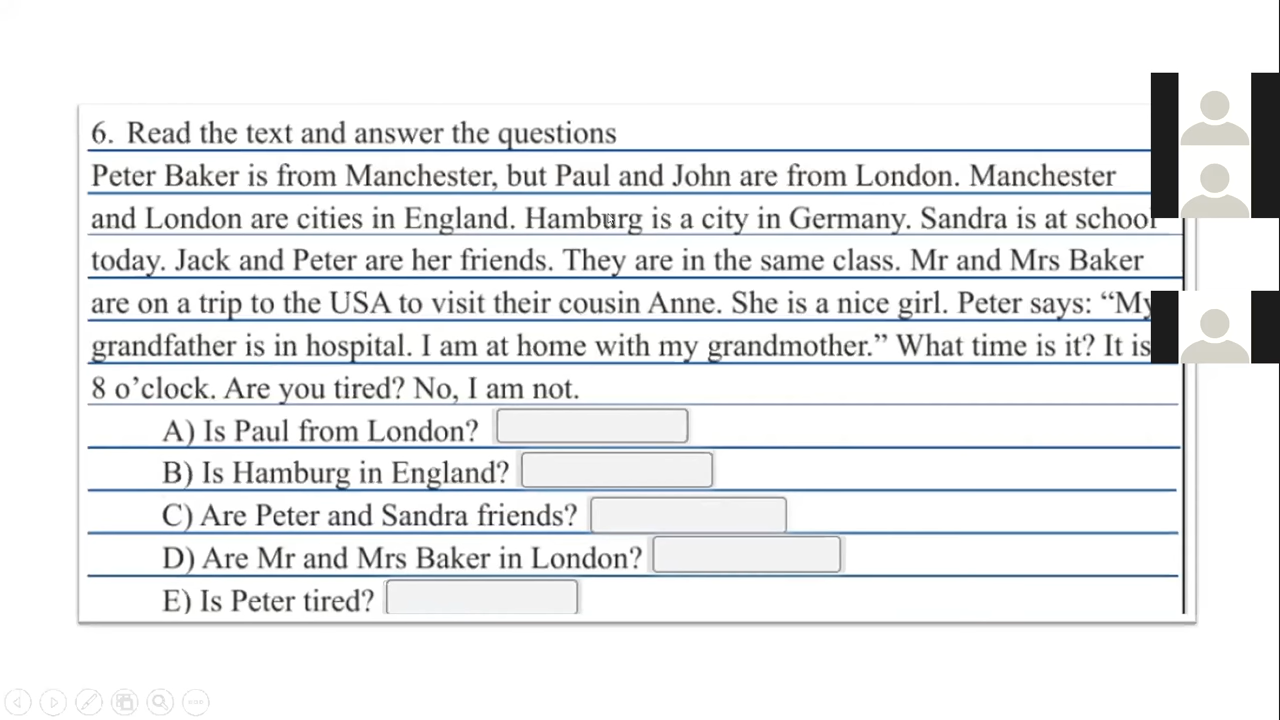 6. Read the text and answer the questions
Peter Baker is from Manchester, but Paul and John are from London. Manchester
and London are cities in England. Hamburg is a city in Germany. Sandra is at school
today. Jack and Peter are her friends. They are in the same class. Mr and Mrs Baker
are on a trip to the USA to visit their cousin Anne. She is a nice girl. Peter says: “My
grandfather is in hospital. I am at home with my grandmother.” What time is it? It is
8 o’clock. Are you tired? No, I am not.
A) Is Paul from London?
B) Is Hamburg in England?
C) Are Peter and Sandra friends?
D) Are Mr and Mrs Baker in London?
E) Is Peter tired?